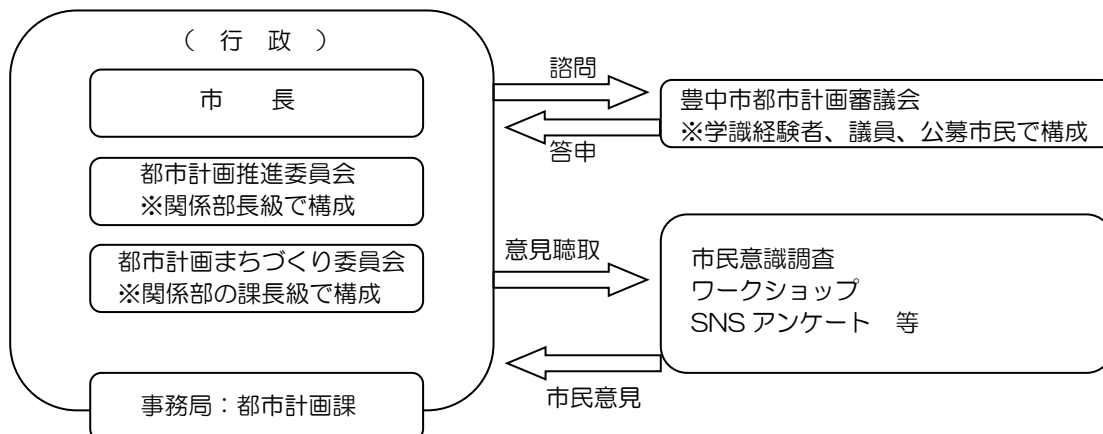 （　行　政　）
市　　長
都市計画推進委員会
※関係部長級で構成
都市計画まちづくり委員会
※関係部の課長級で構成
事務局：都市計画課
諮問
答申
豊中市都市計画審議会
※学識経験者、議員、公募市民で構成
意見聴取
市民意見
市民意識調査
ワークショップ
SNS アンケート　等